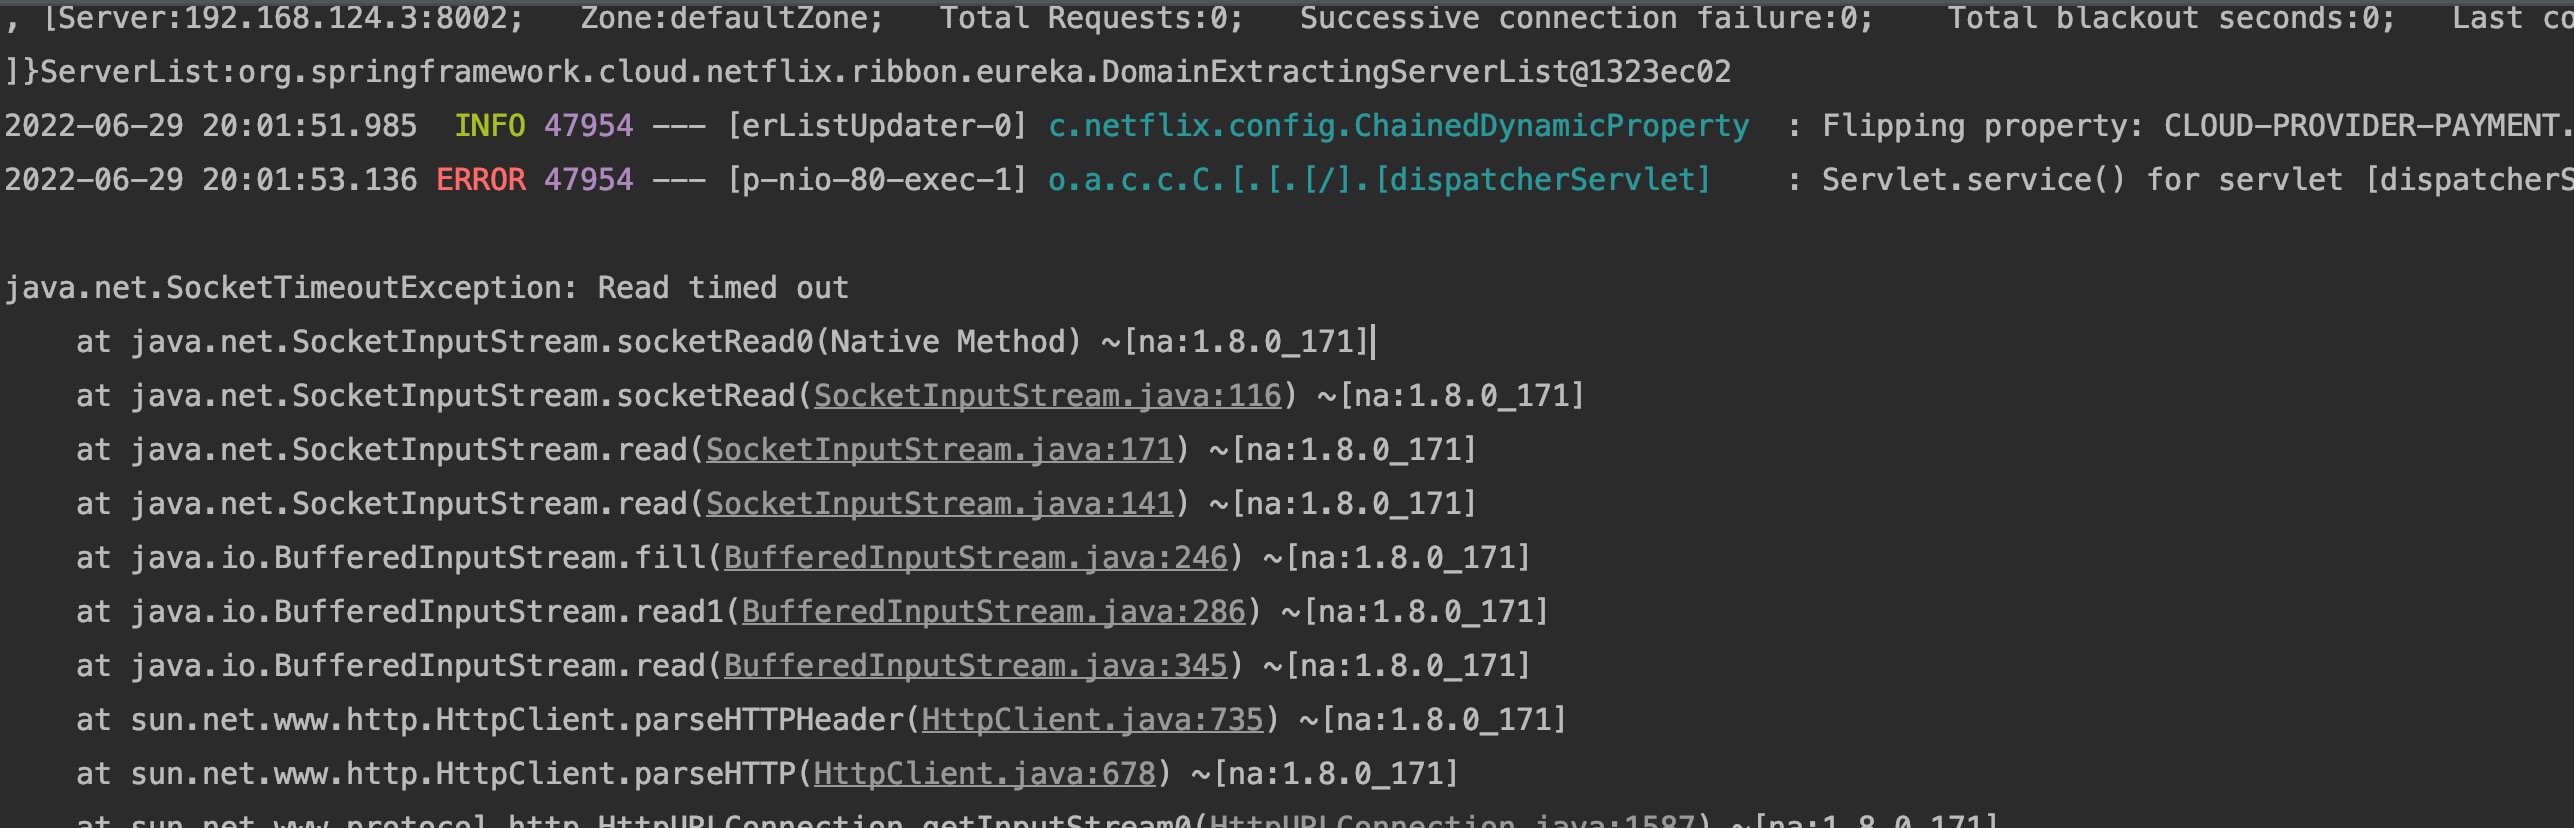 , [Server:192.168.124.3:8002;   Zone:defaultZone;   Total Requests:0;   Successive connection failure:0;    Total blackout seconds:0;   Last co
]}ServerList:org.springframework.cloud.netflix.ribbon.eureka.DomainExtractingServerList@1323ec02
2022-06-29 20:01:51.985  INFO 47954 --- [erListUpdater-0] c.netflix.config.ChainedDynamicProperty  : Flipping property: CLOUD-PROVIDER-PAYMENT.
2022-06-29 20:01:53.136 ERROR 47954 --- [p-nio-80-exec-1] o.a.c.c.C.[.[.[/].[dispatcherServlet]    : Servlet.service() for servlet [dispatcherS
java.net.SocketTimeoutException: Read timed out
    at java.net.SocketInputStream.socketRead0(Native Method) ~[na:1.8.0_171]
    at java.net.SocketInputStream.socketRead(SocketInputStream.java:116) ~[na:1.8.0_171]
    at java.net.SocketInputStream.read(SocketInputStream.java:171) ~[na:1.8.0_171]
    at java.net.SocketInputStream.read(SocketInputStream.java:141) ~[na:1.8.0_171]
    at java.io.BufferedInputStream.fill(BufferedInputStream.java:246) ~[na:1.8.0_171]
    at java.io.BufferedInputStream.read1(BufferedInputStream.java:286) ~[na:1.8.0_171]
    at java.io.BufferedInputStream.read(BufferedInputStream.java:345) ~[na:1.8.0_171]
    at sun.net.www.http.HttpClient.parseHTTPHeader(HttpClient.java:735) ~[na:1.8.0_171]
    at sun.net.www.http.HttpClient.parseHTTP(HttpClient.java:678) ~[na:1.8.0_171]
    at sun.net.www.protocol.http.HttpURLConnection.getInputStream0(HttpURLConnection.java:1587) ~[na:1.8.0_171]